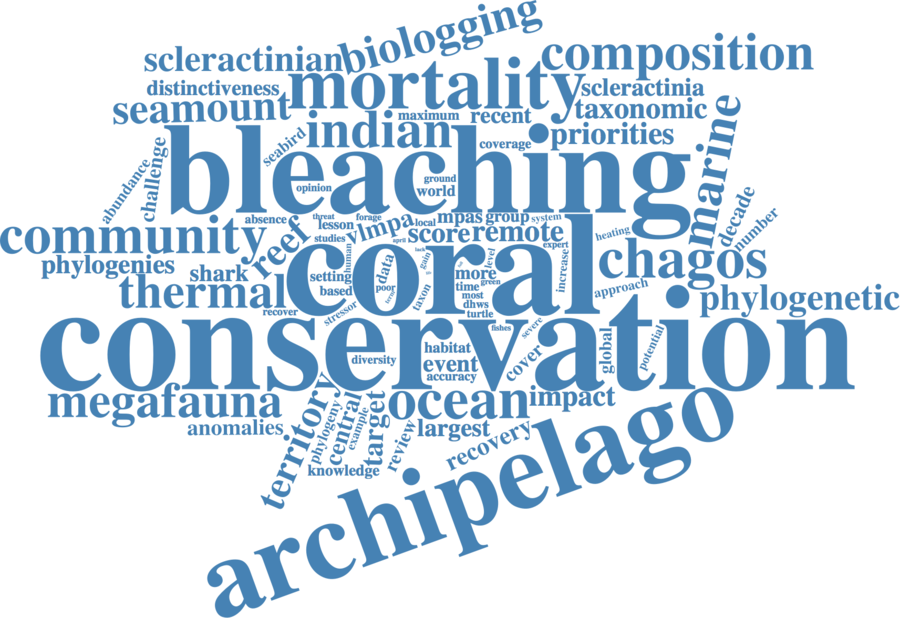 biologging
scleractinian
composition
mortality
distinctiveness
scleractinia
seamount
taxonomic
maximum
recent
indian
priorities
seabird
coverage
marine
bleaching
challenge
abundance
ground
opinion
world
decade
number
absence
threat
forage
vlmpa
local
mpas
group
system
lesson
community
reef
studies
april
score
remote
heating
expert
human
back
gain
level
chagos
phylogenies
shark
setting
data
coral
more
increase
green
thermal
based
poor
taxon
time
most
approach
phylogenetic
dhws
recover
stressor
turtle
conservation
fishes
severe
global
potential
habitat
diversity
event
cover
accuracy
megafauna
territory
ocean
impact
phylogeny
central
example
target
review
largest
anomalies
recovery
knowledge
archipelago